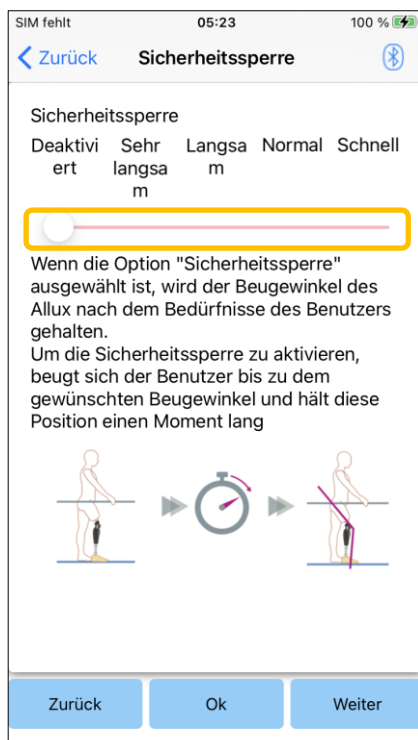 SIM fehlt 05:23 100 %
Zurück Sicherheitssperre
Sicherheitssperre
Deaktivi Sehr Langsa Normal Schnell
ert langsa m
m
Wenn die Option "Sicherheitssperre"
ausgewählt ist, wird der Beugewinkel des
Allux nach dem Bedürfnisse des Benutzers
gehalten.
Um die Sicherheitssperre zu aktivieren,
beugt sich der Benutzer bis zu dem
gewünschten Beugewinkel und hält diese
Position einen Moment lang
Zurück Ok Weiter